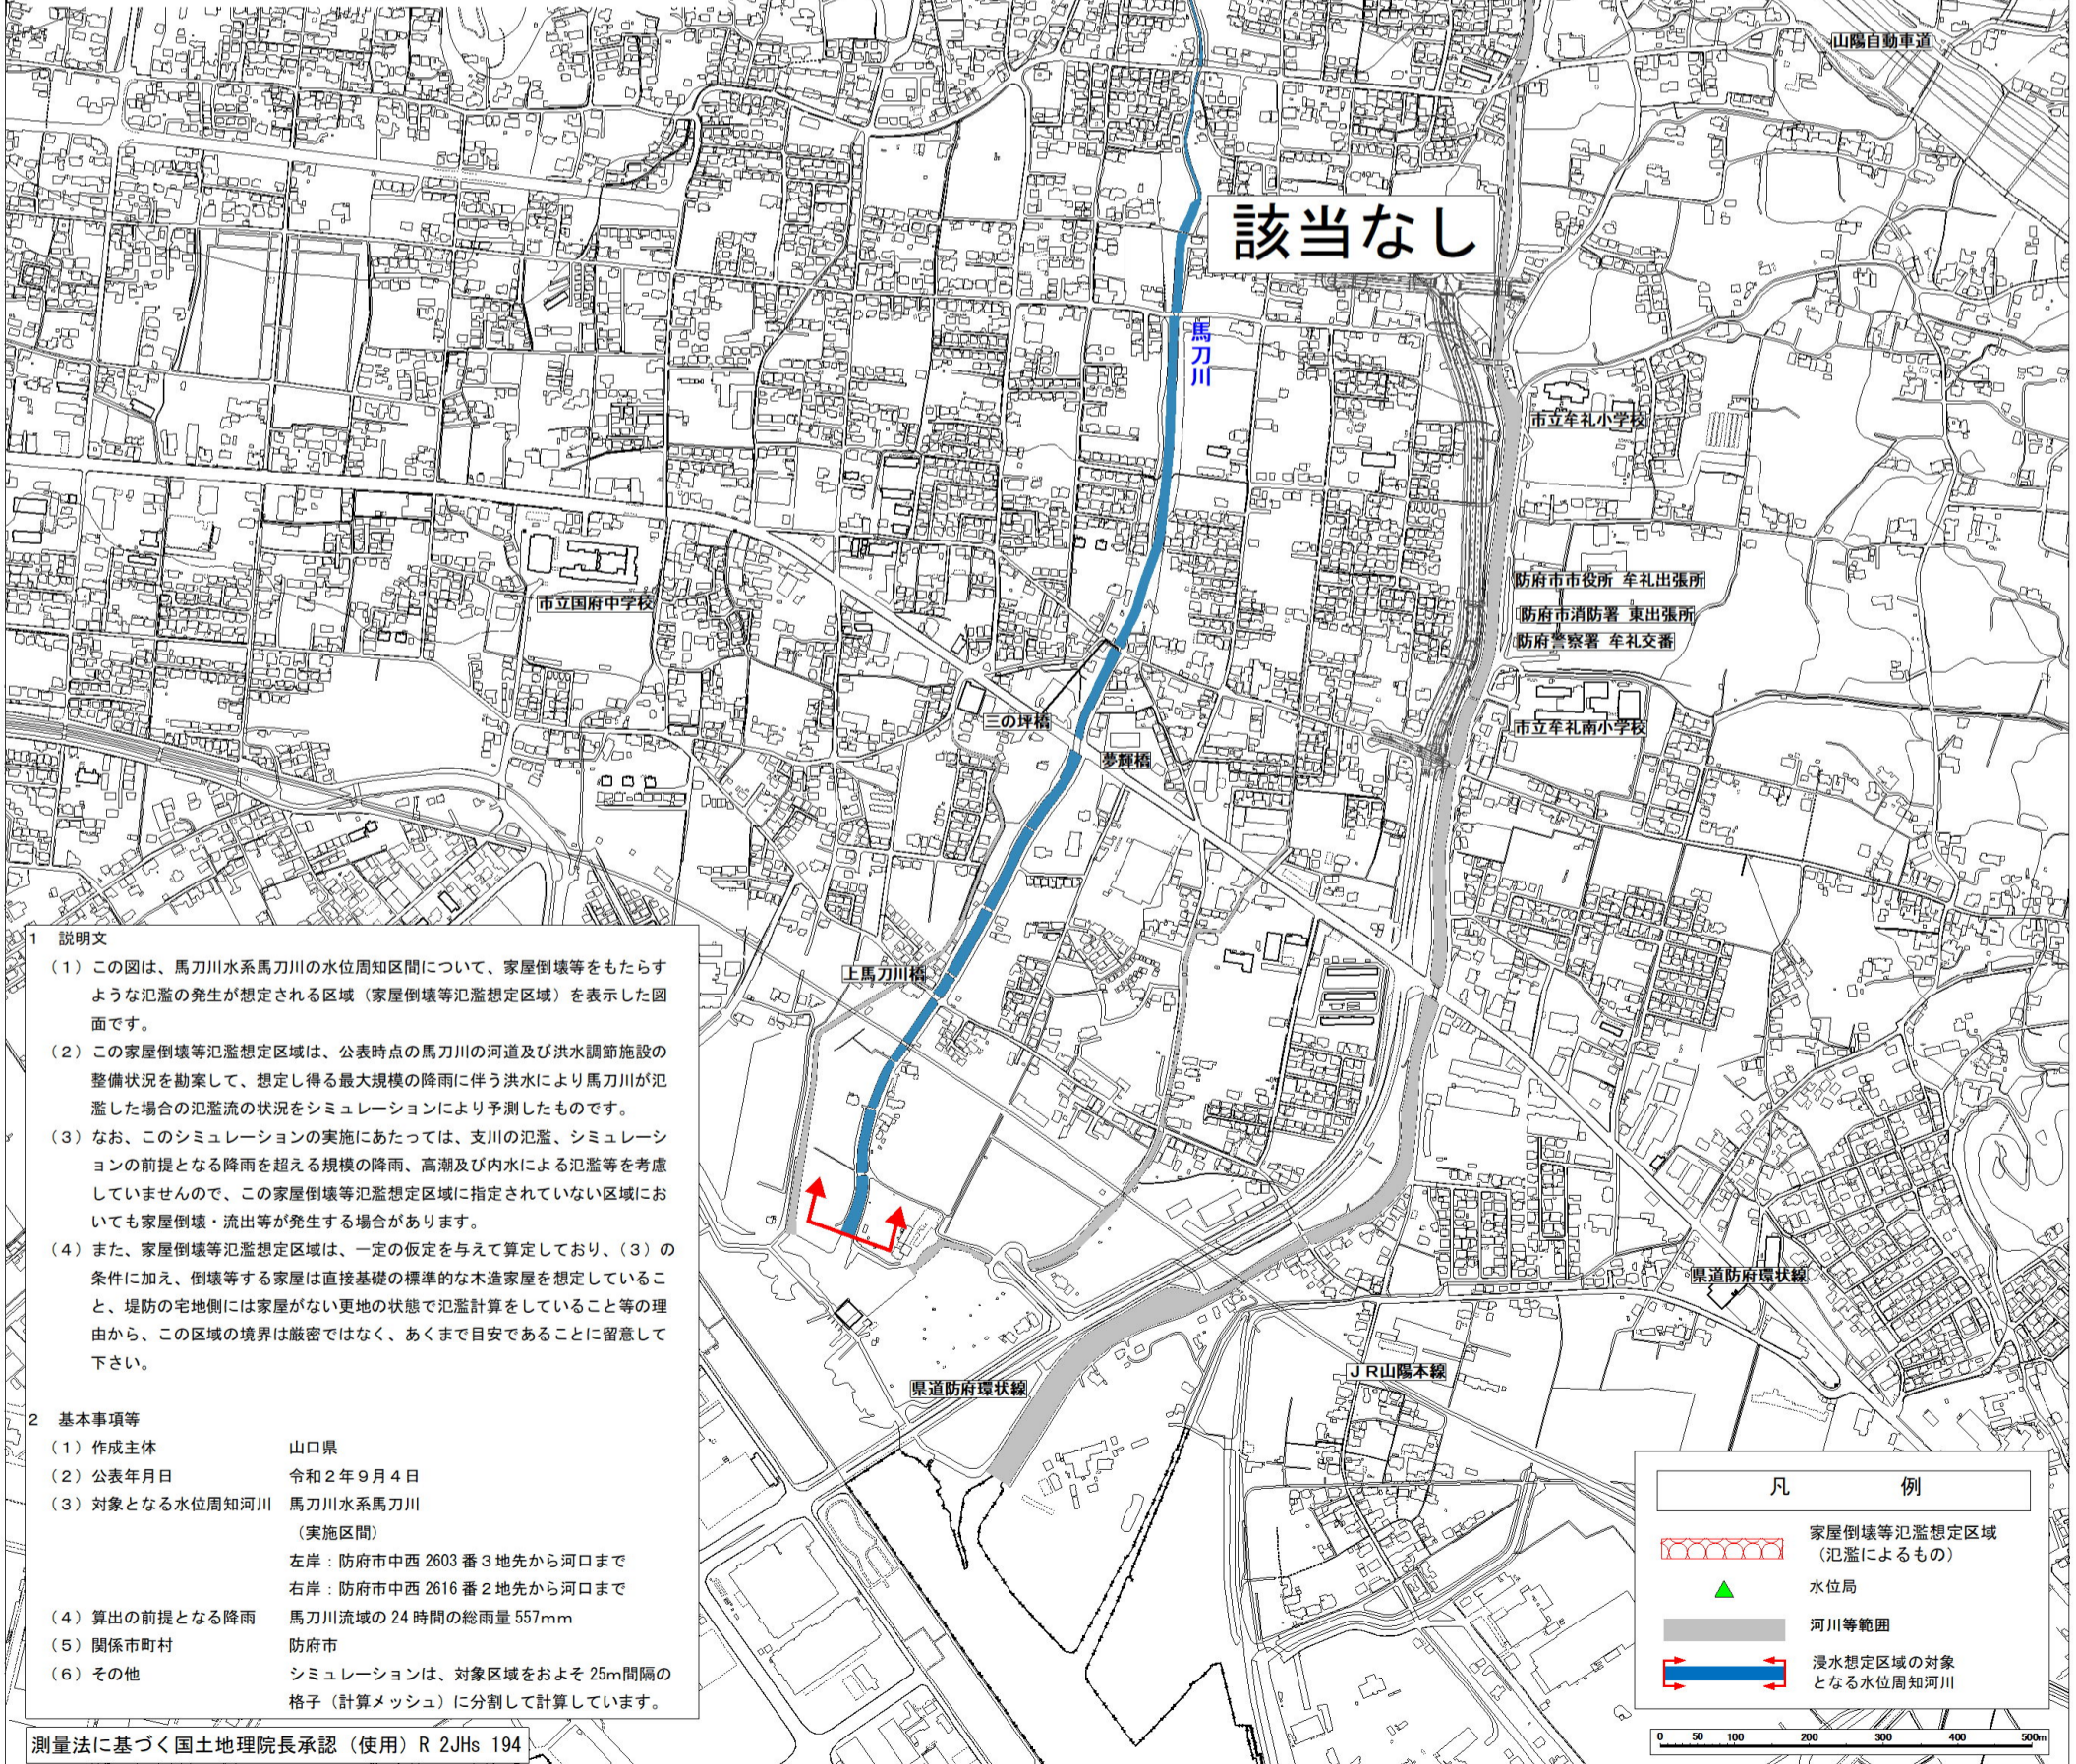 山陽自動車道
該当なし
馬刀川
市立牟礼小学校
防府市市役所 牟礼出張所
市立国府中学校
防府市消防署 東出張所
防府警察署 牟礼交番
三の坪橋
市立牟礼南小学校
夢輝橋
上馬刀川橋
県道防府環状線
JR山陽本線
県道防府環状線
1 説明文
(1)この図は、馬刀川水系馬刀川の水位周知区間について、家屋倒壊等をもたらす
ような氾濫の発生が想定される区域(家屋倒壊等氾濫想定区域)を表示した図
面です。
(2)この家屋倒壊等氾濫想定区域は、公表時点の馬刀川の河道及び洪水調節施設の
整備状況を勘案して、想定し得る最大規模の降雨に伴う洪水により馬刀川が氾
濫した場合の氾濫流の状況をシミュレーションにより予測したものです。
(3)なお、このシミュレーションの実施にあたっては、支川の氾濫、シミュレーシ
ョンの前提となる降雨を超える規模の降雨、高潮及び内水による氾濫等を考慮
していませんので、この家屋倒壊等氾濫想定区域に指定されていない区域にお
いても家屋倒壊・流出等が発生する場合があります。
(4)また、家屋倒壊等氾濫想定区域は、一定の仮定を与えて算定しており、(3)の
条件に加え、倒壊等する家屋は直接基礎の標準的な木造家屋を想定しているこ
と、堤防の宅地側には家屋がない更地の状態で氾濫計算をしていること等の理
由から、この区域の境界は厳密ではなく、あくまで目安であることに留意して
下さい。
2 基本事項等
(1)作成主体 山口県
(2)公表年月日 令和2年9月4日
(3)対象となる水位周知河川 馬刀川水系馬刀川
(実施区間)
左岸:防府市中西 2603 番3地先から河口まで
右岸:防府市中西 2616 番2地先から河口まで
(4)算出の前提となる降雨 馬刀川流域の 24 時間の総雨量 557mm
(5)関係市町村 防府市
(6)その他 シミュレーションは、対象区域をおよそ 25m間隔の
格子(計算メッシュ)に分割して計算しています。
測量法に基づく国土地理院長承認(使用)R 2JHs 194
凡 例
家屋倒壊等氾濫想定区域
(氾濫によるもの)
水位局
河川等範囲
浸水想定区域の対象
となる水位周知河川
0 50 100 200 300 400 500m